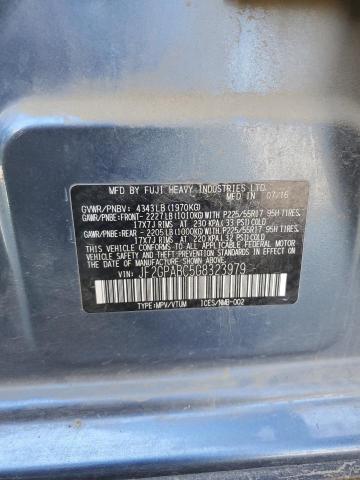 MFD BY FUJI HEAVY INDUSTRIES LTD.
MADE IN JAPAN IN 07/16
GVWR/PNBV: 4343LB (1970KG)
GAWR/PNBE:FRONT- 2227LB (1010KG) WITH P225/55R17 95H TIRES,
17X7J RIMS AT 230 KPA ( 33 PSI) COLD
GAWR/PNBE:REAR - 2205LB (1000KG) WITH P225/55R17 95H TIRES,
17X7J RIMS AT 220 KPA ( 32 PSI) COLD
THIS VEHICLE CONFORMS TO ALL APPLICABLE FEDERAL MOTOR
VEHICLE SAFETY STANDARDS IN EFFECT ON THE DATE
OF MANUFACTURE SHOWN ABOVE.
VIN: JF2GPABC5G8323979
TYPE:MPV/VTUM ICES/NMB-002